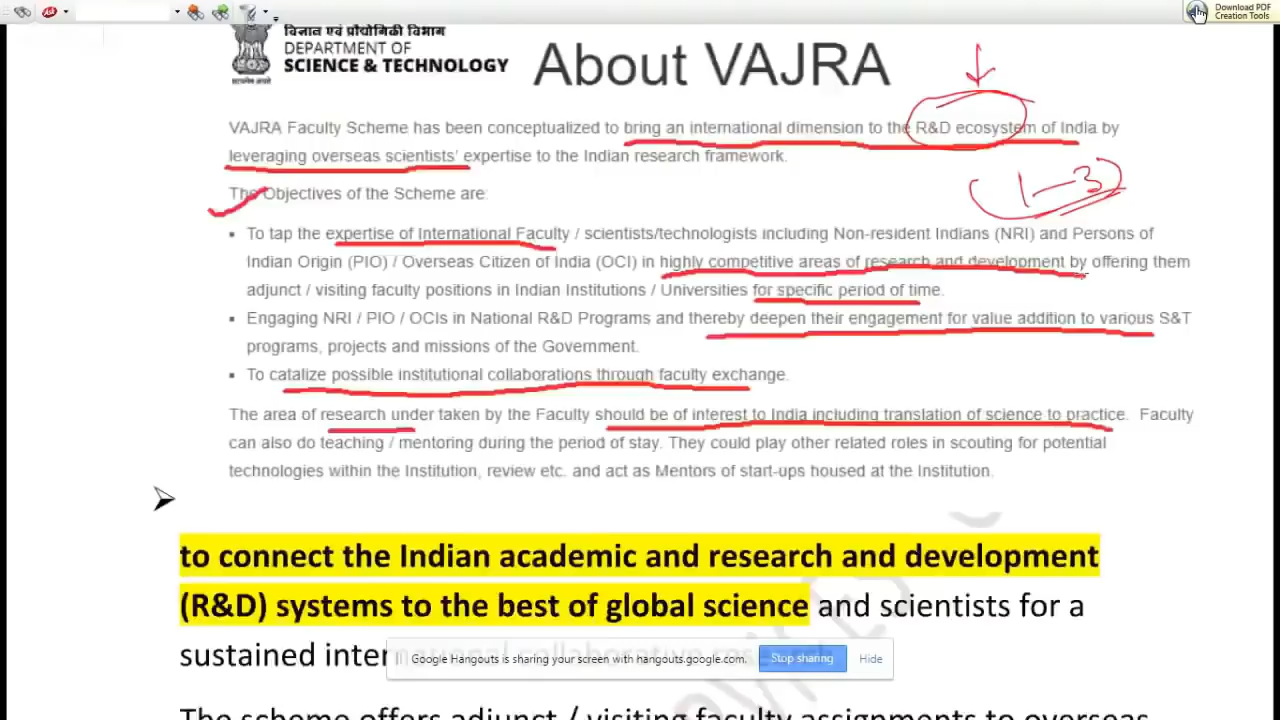 Download PDF
Creation Tools
विज्ञान एवं प्रौद्योगिकी विभाग
DEPARTMENT OF
SCIENCE & TECHNOLOGY
About VAJRA
VAJRA Faculty Scheme has been conceptualized to bring an international dimension to the R&D ecosystem of India by
leveraging overseas scientists' expertise to the Indian research framework.
1-3
The Objectives of the Scheme are:
To tap the expertise of International Faculty / scientists/technologists including Non-resident Indians (NRI) and Persons of
Indian Origin (PIO) / Overseas Citizen of India (OCI) in highly competitive areas of research and development by offering them
adjunct / visiting faculty positions in Indian Institutions / Universities for specific period of time.
Engaging NRI / PIO / OCIs in National R&D Programs and thereby deepen their engagement for value addition to various S&T
programs, projects and missions of the Government.
To catalize possible institutional collaborations through faculty exchange.
The area of research under taken by the Faculty should be of interest to India including translation of science to practice. Faculty
can also do teaching / mentoring during the period of stay. They could play other related roles in scouting for potential
technologies within the Institution, review etc. and act as Mentors of start-ups housed at the Institution.
to connect the Indian academic and research and development
(R&D) systems to the best of global science and scientists for a
sustained
Google Hangouts is sharing your screen with hangouts.google.com.
Stop sharing
Hide
The scheme offers adjunct / visiting faculty assignments to overseas